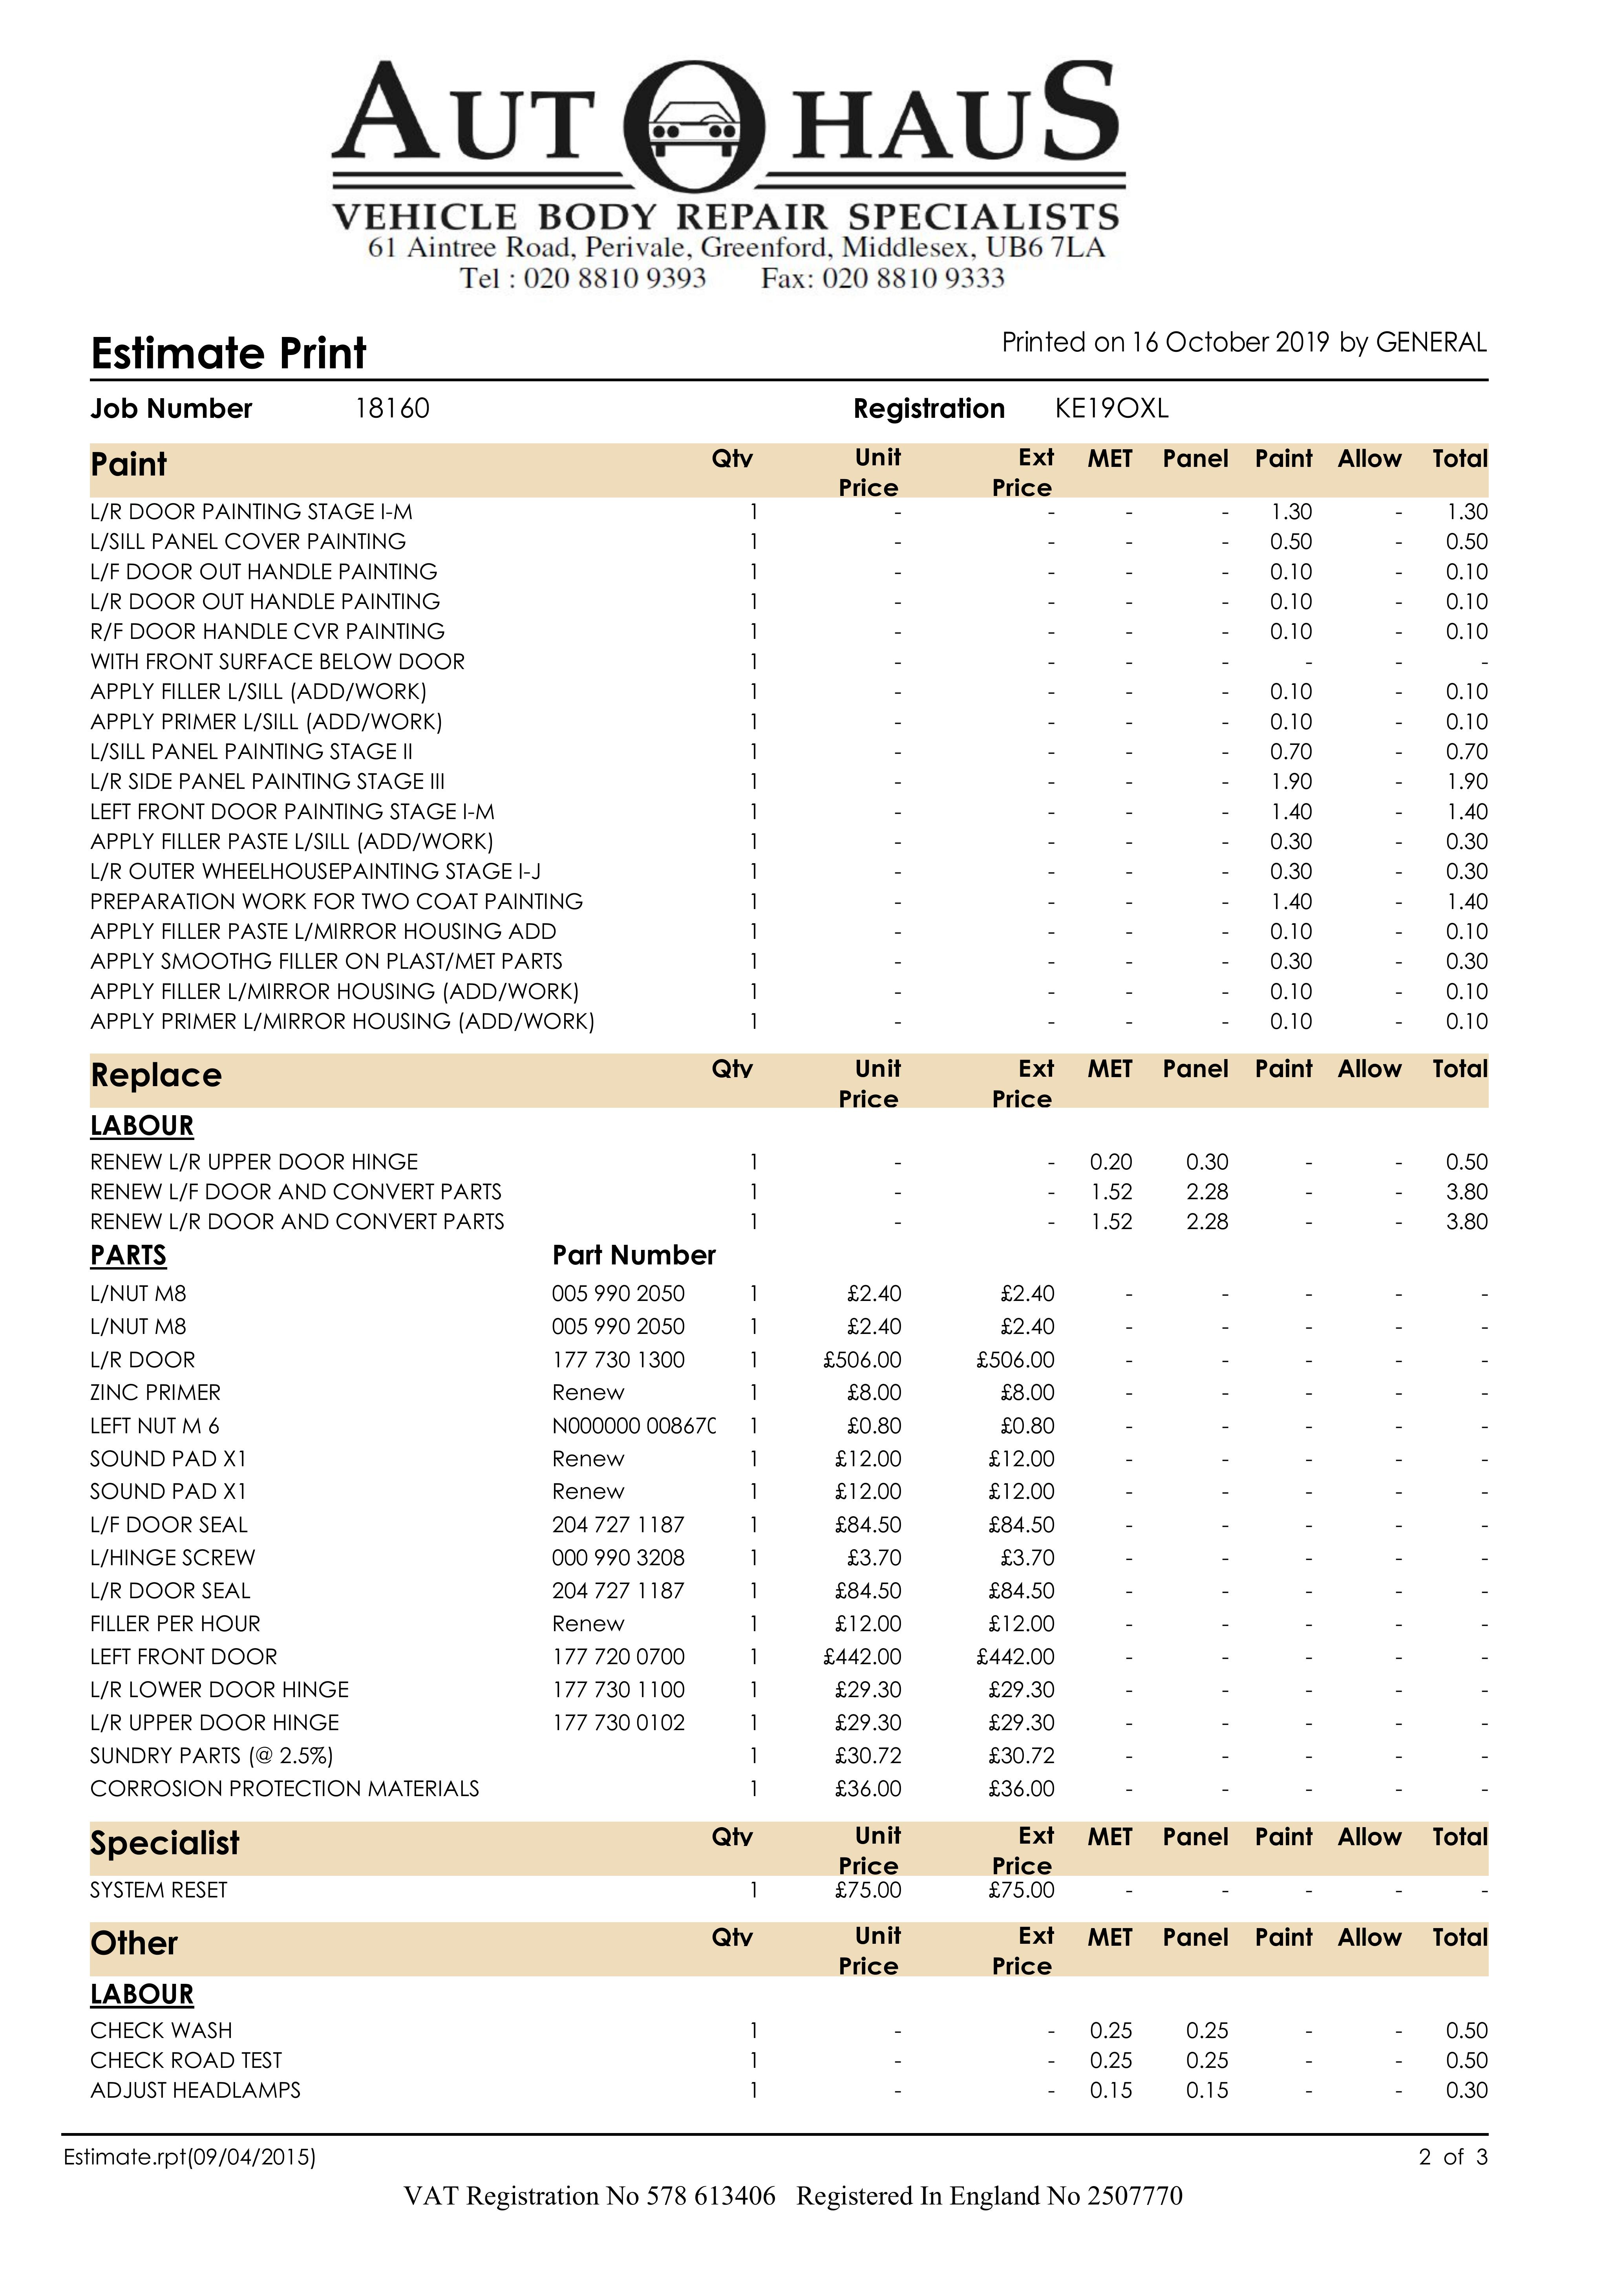 AUTOHAUS
VEHICLE BODY REPAIR SPECIALISTS
61 Aintree Road, Perivale, Greenford, Middlesex, UB6 7LA
Tel : 020 8810 9393 Fax: 020 8810 9333
Estimate Print Printed on 16 October 2019 by GENERAL
Job Number 18160 Registration KE19OXL
Paint Qty Unit Price Ext Price MET Panel Paint Allow Total
L/R DOOR PAINTING STAGE I-M 1 - - - - 1.30 - 1.30
L/SILL PANEL COVER PAINTING 1 - - - - 0.50 - 0.50
L/F DOOR OUT HANDLE PAINTING 1 - - - - 0.10 - 0.10
L/R DOOR OUT HANDLE PAINTING 1 - - - - 0.10 - 0.10
R/F DOOR HANDLE CVR PAINTING 1 - - - - 0.10 - 0.10
WITH FRONT SURFACE BELOW DOOR 1 - - - - - - -
APPLY FILLER L/SILL (ADD/WORK) 1 - - - - 0.10 - 0.10
APPLY PRIMER L/SILL (ADD/WORK) 1 - - - - 0.10 - 0.10
L/SILL PANEL PAINTING STAGE II 1 - - - - 0.70 - 0.70
L/R SIDE PANEL PAINTING STAGE III 1 - - - - 1.90 - 1.90
LEFT FRONT DOOR PAINTING STAGE I-M 1 - - - - 1.40 - 1.40
APPLY FILLER PASTE L/SILL (ADD/WORK) 1 - - - - 0.30 - 0.30
L/R OUTER WHEELHOUSEPAINTING STAGE I-J 1 - - - - 0.30 - 0.30
PREPARATION WORK FOR TWO COAT PAINTING 1 - - - - 1.40 - 1.40
APPLY FILLER PASTE L/MIRROR HOUSING ADD 1 - - - - 0.10 - 0.10
APPLY SMOOTHG FILLER ON PLAST/MET PARTS 1 - - - - 0.30 - 0.30
APPLY FILLER L/MIRROR HOUSING (ADD/WORK) 1 - - - - 0.10 - 0.10
APPLY PRIMER L/MIRROR HOUSING (ADD/WORK) 1 - - - - 0.10 - 0.10
Replace Qty Unit Price Ext Price MET Panel Paint Allow Total
LABOUR
RENEW L/R UPPER DOOR HINGE 1 - - 0.20 0.30 - - 0.50
RENEW L/F DOOR AND CONVERT PARTS 1 - - 1.52 2.28 - - 3.80
RENEW L/R DOOR AND CONVERT PARTS 1 - - 1.52 2.28 - - 3.80
PARTS Part Number
L/NUT M8 005 990 2050 1 £2.40 £2.40 - - - - -
L/NUT M8 005 990 2050 1 £2.40 £2.40 - - - - -
L/R DOOR 177 730 1300 1 £506.00 £506.00 - - - - -
ZINC PRIMER Renew 1 £8.00 £8.00 - - - - -
LEFT NUT M 6 N000000 008670 1 £0.80 £0.80 - - - - -
SOUND PAD X1 Renew 1 £12.00 £12.00 - - - - -
SOUND PAD X1 Renew 1 £12.00 £12.00 - - - - -
L/F DOOR SEAL 204 727 1187 1 £84.50 £84.50 - - - - -
L/HINGE SCREW 000 990 3208 1 £3.70 £3.70 - - - - -
L/R DOOR SEAL 204 727 1187 1 £84.50 £84.50 - - - - -
FILLER PER HOUR Renew 1 £12.00 £12.00 - - - - -
LEFT FRONT DOOR 177 720 0700 1 £442.00 £442.00 - - - - -
L/R LOWER DOOR HINGE 177 730 1100 1 £29.30 £29.30 - - - - -
L/R UPPER DOOR HINGE 177 730 0102 1 £29.30 £29.30 - - - - -
SUNDRY PARTS (@ 2.5%) 1 £30.72 £30.72 - - - - -
CORROSION PROTECTION MATERIALS 1 £36.00 £36.00 - - - - -
Specialist Qty Unit Price Ext Price MET Panel Paint Allow Total
SYSTEM RESET 1 £75.00 £75.00 - - - - -
Other Qty Unit Price Ext Price MET Panel Paint Allow Total
LABOUR
CHECK WASH 1 - - 0.25 0.25 - - 0.50
CHECK ROAD TEST 1 - - 0.25 0.25 - - 0.50
ADJUST HEADLAMPS 1 - - 0.15 0.15 - - 0.30
Estimate.rpt(09/04/2015) 2 of 3
VAT Registration No 578 613406 Registered In England No 2507770